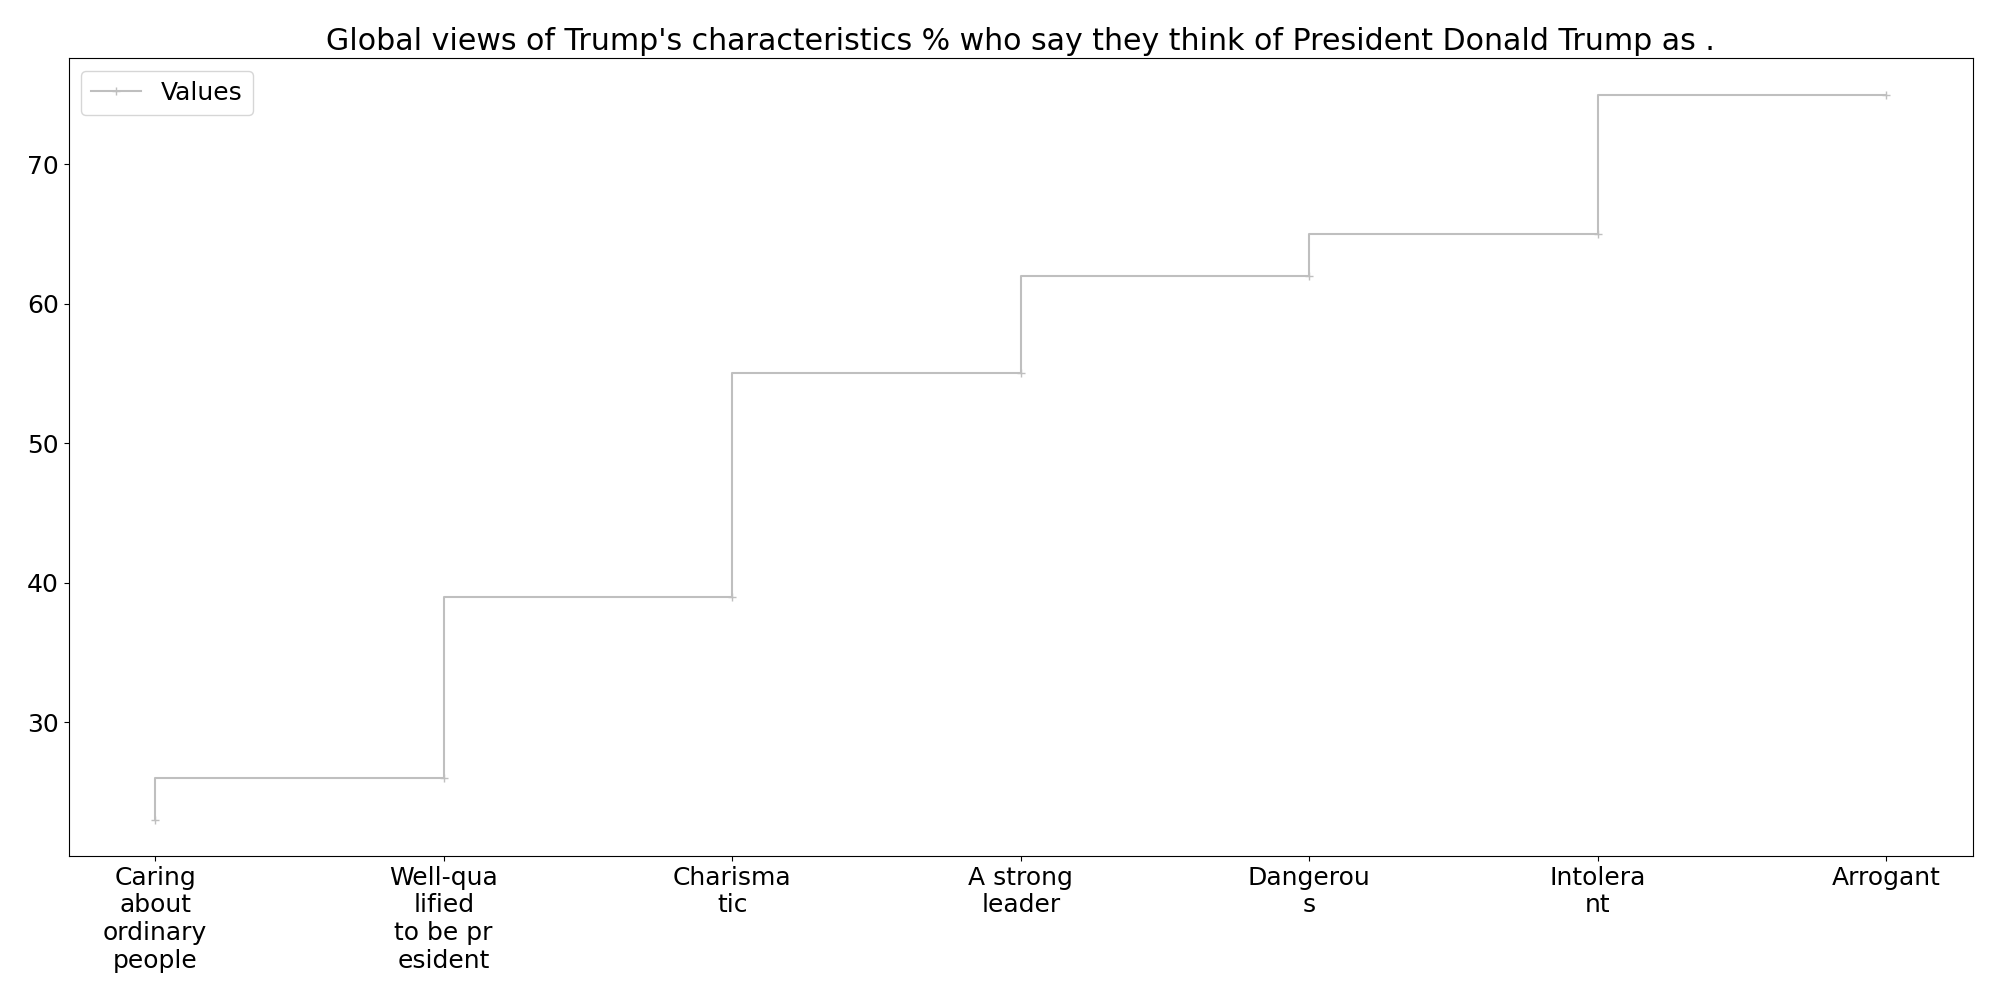 Global views of Trump's characteristics % who say they think of President Donald Trump as .
Values
70
60
50
40
30
Caring
about
ordinary
people
Well-qua
lified
to be pr
esident
Charisma
tic
A strong
leader
Dangerou
s
Intolera
nt
Arrogant